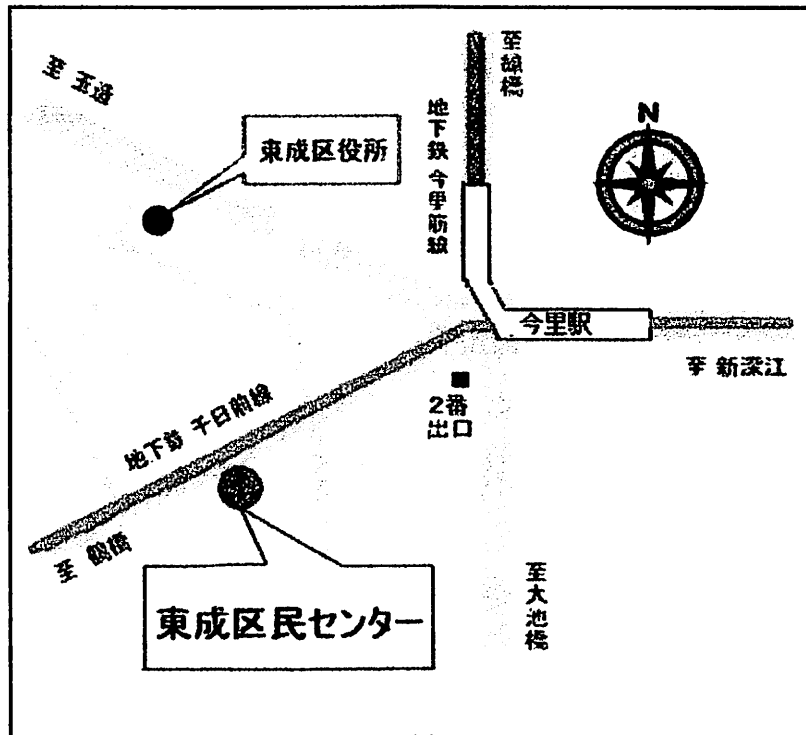 至 玉造
東成区役所
地下鉄 今里筋線
至緑橋
N
今里駅
至 新深江
2番
出口
地下鉄 千日前線
至 鶴橋
東成区民センター
至大池橋